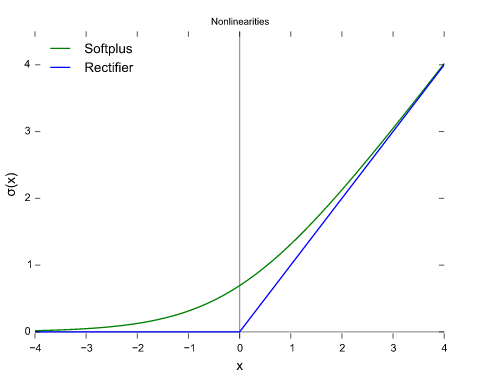 Nonlinearities
Softplus
Rectifier
4
3
2
1
0
σ(x)
−4 −3 −2 −1 0 1 2 3 4
x